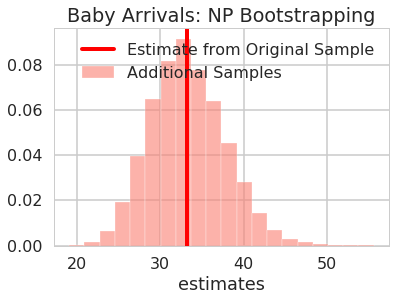 Baby Arrivals: NP Bootstrapping
Estimate from Original Sample
Additional Samples
0.08
0.06
0.04
0.02
0.00
20 30 40 50
estimates